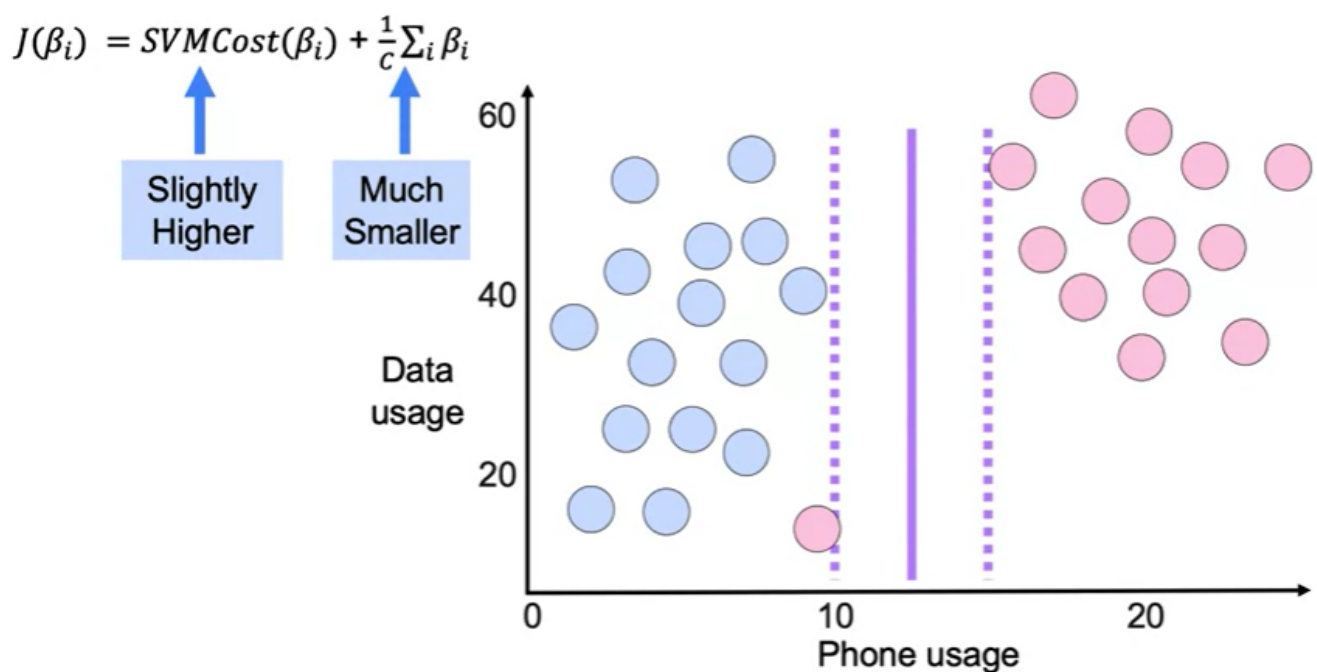 J(βᵢ) = SVMCost(βᵢ) + 1/C ∑ᵢ βᵢ
Slightly
Higher
Much
Smaller
60
40
20
Data
usage
0
10
20
Phone usage